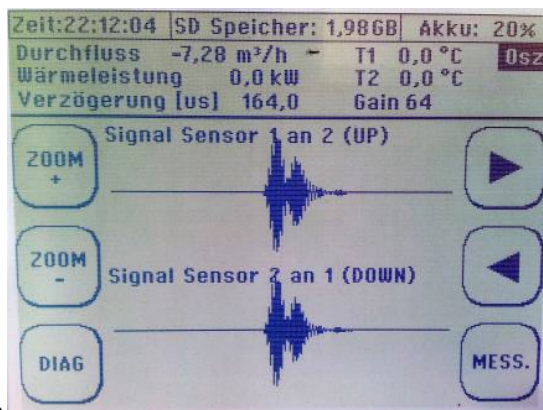 Zeit:22:12:04 SD Speicher: 1,98GB Akku: 20%
Durchfluss -7,28 m³/h - T1 0,0 °C Osz
Wärmeleistung 0,0 kW T2 0,0 °C
Verzögerung [us] 164,0 Gain 64
Signal Sensor 1 an 2 (UP)
ZOOM
+
ZOOM
-
Signal Sensor 2 an 1 (DOWN)
DIAG
MESS.